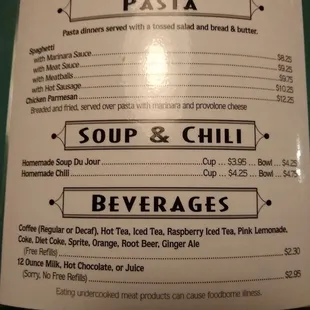 PASTA
Pasta dinners served with a tossed salad and bread & butter.
Spaghetti
with Marinara Sauce $8.25
with Meat Sauce $9.25
with Meatballs $9.75
with Hot Sausage $10.25
Chicken Parmesan $12.25
Breaded and fried, served over pasta with marinara and provolone cheese
SOUP & CHILI
Homemade Soup Du Jour Cup ... $3.95 ... Bowl ... $4.25
Homemade Chili Cup ... $4.25 ... Bowl ... $4.75
BEVERAGES
Coffee (Regular or Decaf), Hot Tea, Iced Tea, Raspberry Iced Tea, Pink Lemonade,
Coke, Diet Coke, Sprite, Orange, Root Beer, Ginger Ale
(Free Refills) $2.30
12 Ounce Milk, Hot Chocolate, or Juice
(Sorry, No Free Refills) $2.95
Eating undercooked meat products can cause foodborne illness.